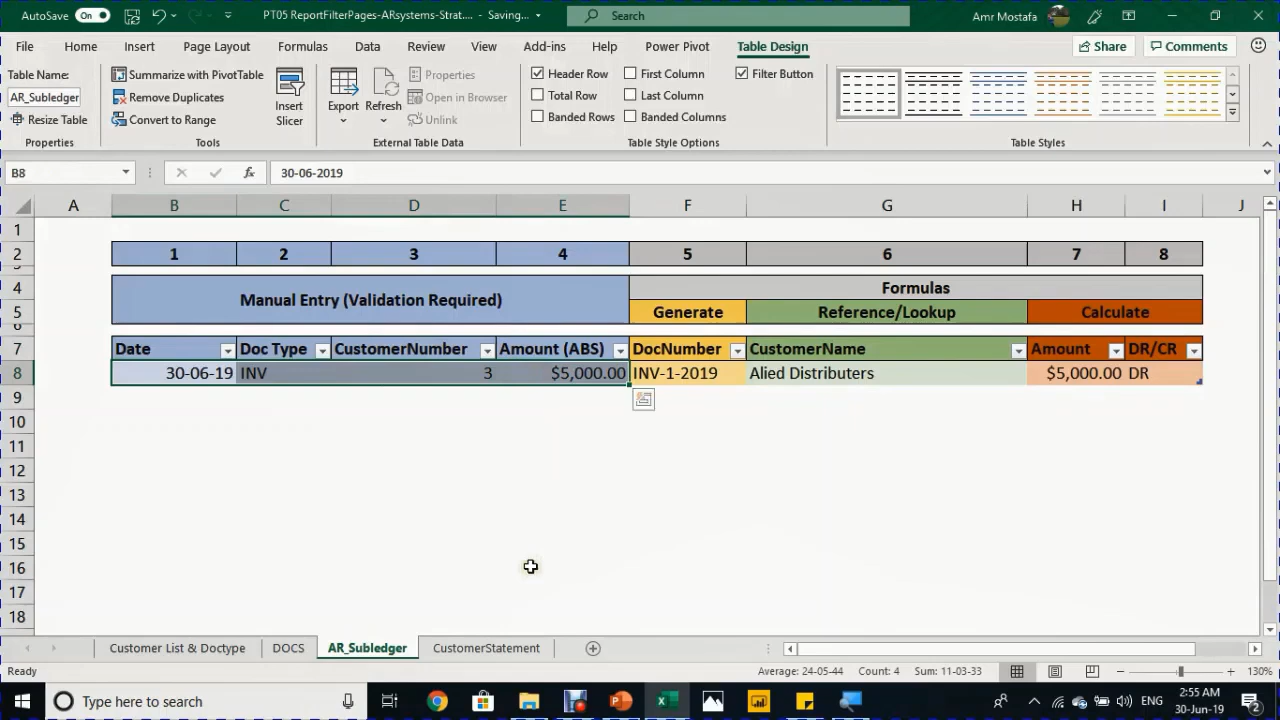 AutoSave On PT05 ReportFilterPages-ARsystems-Strat.... - Saving... Search Amr Mostafa
File Home Insert Page Layout Formulas Data Review View Add-ins Help Power Pivot Table Design Share Comments
Table Name:
AR_Subledger
Resize Table
Properties
Summarize with PivotTable
Remove Duplicates
Convert to Range
Tools
Insert
Slicer
Export
Refresh
Properties
Open in Browser
Unlink
External Table Data
Header Row First Column Filter Button
Total Row Last Column
Banded Rows Banded Columns
Table Style Options
Table Styles
B8 fx 30-06-2019
A B C D E F G H I J
1
2 1 2 3 4 5 6 7 8
3
4 Manual Entry (Validation Required) Formulas
5 Generate Reference/Lookup Calculate
6
7 Date Doc Type CustomerNumber Amount (ABS) DocNumber CustomerName Amount DR/CR
8 30-06-19 INV 3 $5,000.00 INV-1-2019 Alied Distributers $5,000.00 DR
9
10
11
12
13
14
15
16
17
18
Customer List & Doctype DOCS AR_Subledger CustomerStatement
Ready Average: 24-05-44 Count: 4 Sum: 11-03-33 130%
Type here to search ENG 2:55 AM
30-Jun-19 2